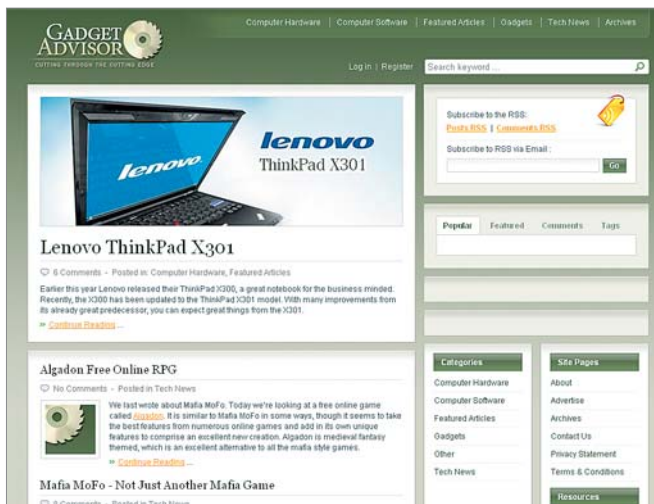 Computer Hardware | Computer Software | Featured Articles | Gadgets | Tech News | Archives
GADGET
ADVISOR
CUTTING THROUGH THE CUTTING EDGE
Log in | Register
Search keyword ...
lenovo
ThinkPad X301
lenovo
Lenovo ThinkPad X301
6 Comments - Posted in: Computer Hardware, Featured Articles
Earlier this year Lenovo released their ThinkPad X300, a great notebook for the business minded.
Recently, the X300 has been updated to the ThinkPad X301 model. With many improvements from
its already great predecessor, you can expect great things from the X301.
» Continue Reading ...
Algadon Free Online RPG
No Comments - Posted in Tech News
We last wrote about Mafia MoFo. Today we're looking at a free online game
called Algadon. It is similar to Mafia MoFo in some ways, though it seems to take
the best features from numerous online games and add in its own unique
features to comprise an excellent new creation. Algadon is medieval fantasy
themed, which is an excellent alternative to all the mafia style games.
» Continue Reading ...
Mafia MoFo - Not Just Another Mafia Game
Comments - Posted in Tech News
Subscribe to the RSS:
Posts RSS | Comments RSS
Subscribe to RSS via Email :
Go
Popular Featured Comments Tags
Categories
Computer Hardware
Computer Software
Featured Articles
Gadgets
Other
Tech News
Site Pages
About
Advertise
Archives
Contact Us
Privacy Statement
Terms & Conditions
Resources